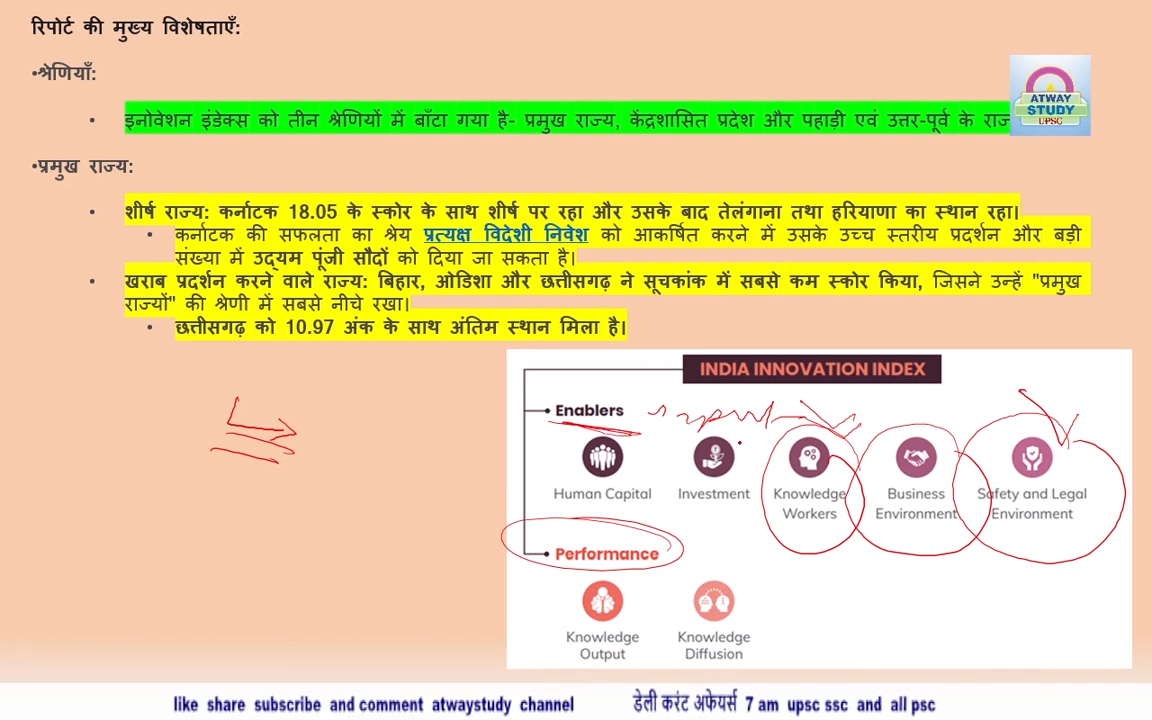 रिपोर्ट की मुख्य विशेषताएँ:
•श्रेणियाँ:
• इनोवेशन इंडेक्स को तीन श्रेणियों में बाँटा गया है- प्रमुख राज्य, केंद्रशासित प्रदेश और पहाड़ी एवं उत्तर-पूर्व के
ATWAY
STUDY
UPSC
•प्रमुख राज्य:
• शीर्ष राज्य: कर्नाटक 18.05 के स्कोर के साथ शीर्ष पर रहा और उसके बाद तेलंगाना तथा हरियाणा का स्थान रहा।
• कर्नाटक की सफलता का श्रेय प्रत्यक्ष विदेशी निवेश को आकर्षित करने में उसके उच्च स्तरीय प्रदर्शन और बड़ी
संख्या में उद्यम पूंजी सौदों को दिया जा सकता है।
• खराब प्रदर्शन करने वाले राज्य: बिहार, ओडिशा और छत्तीसगढ़ ने सूचकांक में सबसे कम स्कोर किया, जिसने उन्हें "प्रमुख
राज्यों" की श्रेणी में सबसे नीचे रखा।
• छत्तीसगढ़ को 10.97 अंक के साथ अंतिम स्थान मिला है।
INDIA INNOVATION INDEX
Enablers
Human Capital
Investment
Knowledge
Workers
Business
Environment
Safety and Legal
Environment
Performance
Knowledge
Output
Knowledge
Diffusion
like share subscribe and comment atwaystudy channel
डेली करंट अफेयर्स 7 am upsc ssc and all psc